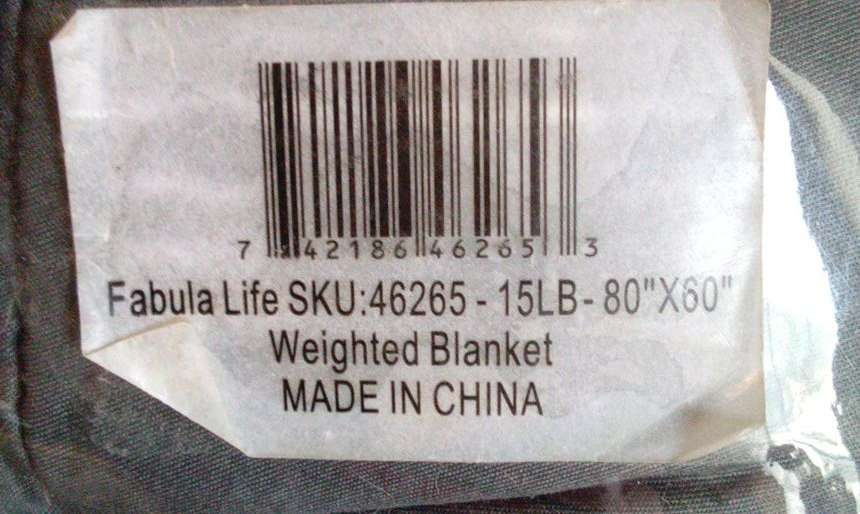 7 42186 46265 3
Fabula Life SKU:46265 - 15LB- 80"X60"
Weighted Blanket
MADE IN CHINA